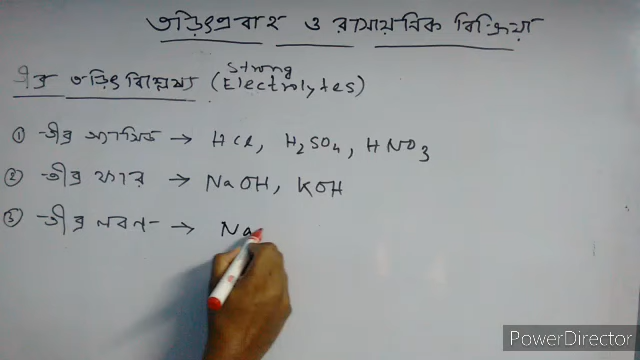 তড়িৎপ্রবাহ ও রাসায়নিক বিক্রিয়া
তীব্র তড়িৎ বিশ্লেষ্য (Strong Electrolytes)
① তীব্র অ্যাসিড → HCl, H₂SO₄, HNO₃
② তীব্র ক্ষার → NaOH, KOH
③ তীব্র লবণ → Na
PowerDirector